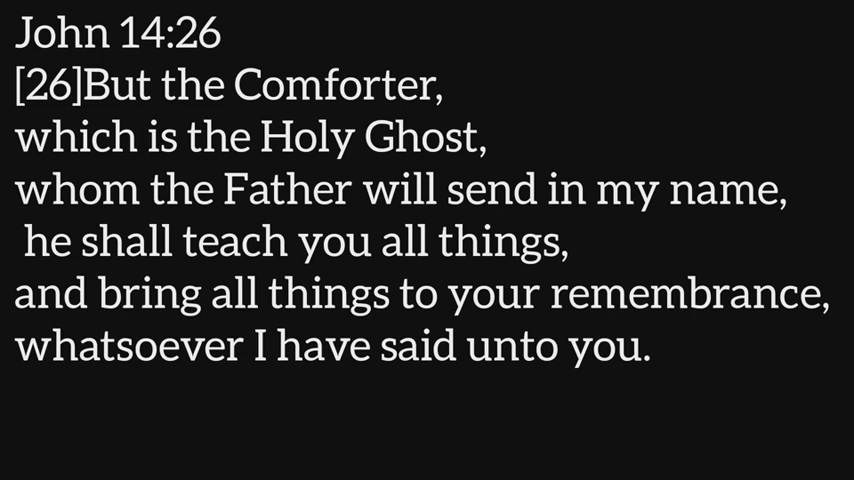 John 14:26
[26]But the Comforter,
which is the Holy Ghost,
whom the Father will send in my name,
he shall teach you all things,
and bring all things to your remembrance,
whatsoever I have said unto you.